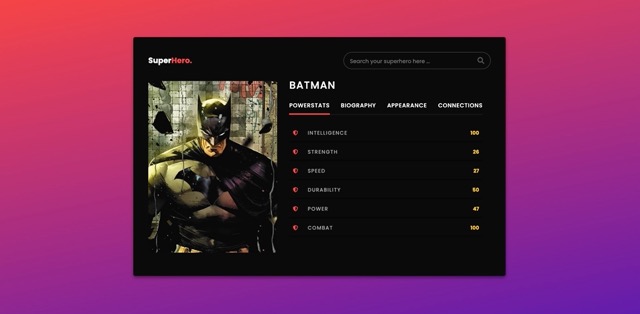 SuperHero.
Search your superhero here ...
BATMAN
POWERSTATS BIOGRAPHY APPEARANCE CONNECTIONS
INTELLIGENCE 100
STRENGTH 26
SPEED 27
DURABILITY 50
POWER 47
COMBAT 100